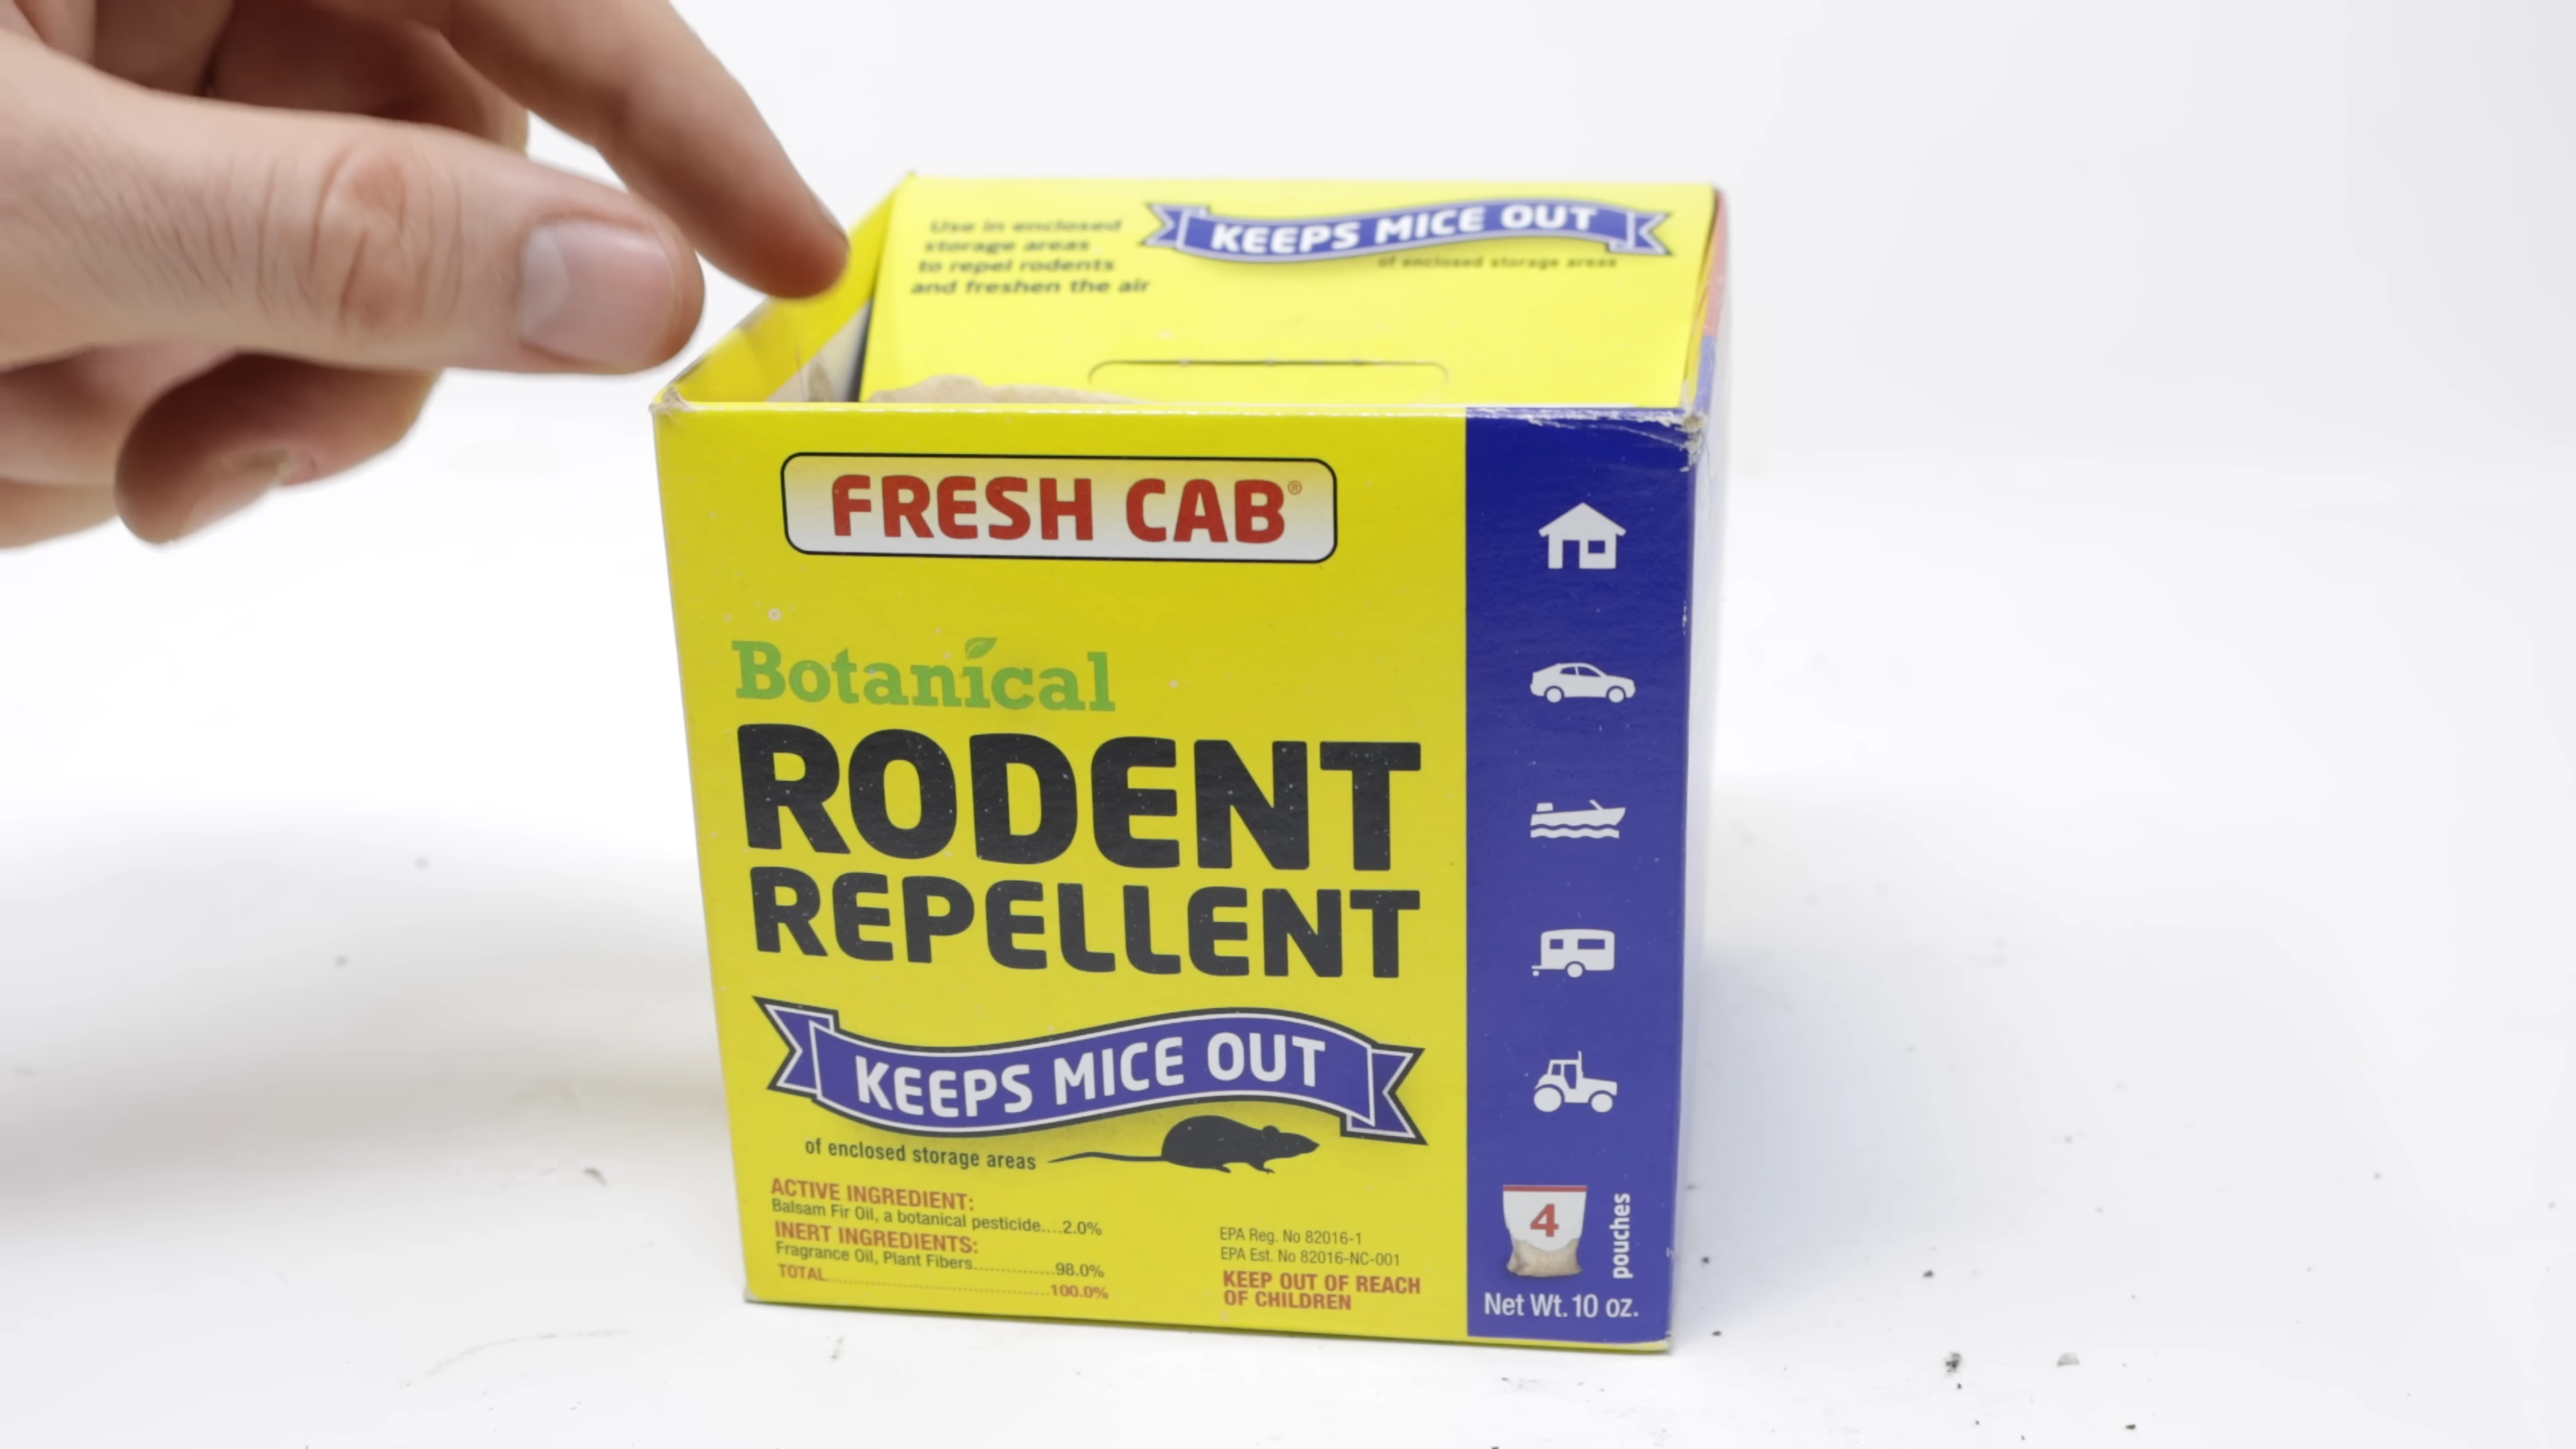 Use in enclosed
storage areas
to repel rodents
and freshen the air
KEEPS MICE OUT
of enclosed storage areas
FRESH CAB®
Botanical
RODENT
REPELLENT
KEEPS MICE OUT
of enclosed storage areas
ACTIVE INGREDIENT:
Balsam Fir Oil, a botanical pesticide....2.0%
INERT INGREDIENTS:
Fragrance Oil, Plant Fibers..............98.0%
TOTAL......................................100.0%
EPA Reg. No 82016-1
EPA Est. No 82016-NC-001
KEEP OUT OF REACH
OF CHILDREN
4
pouches
Net Wt. 10 oz.